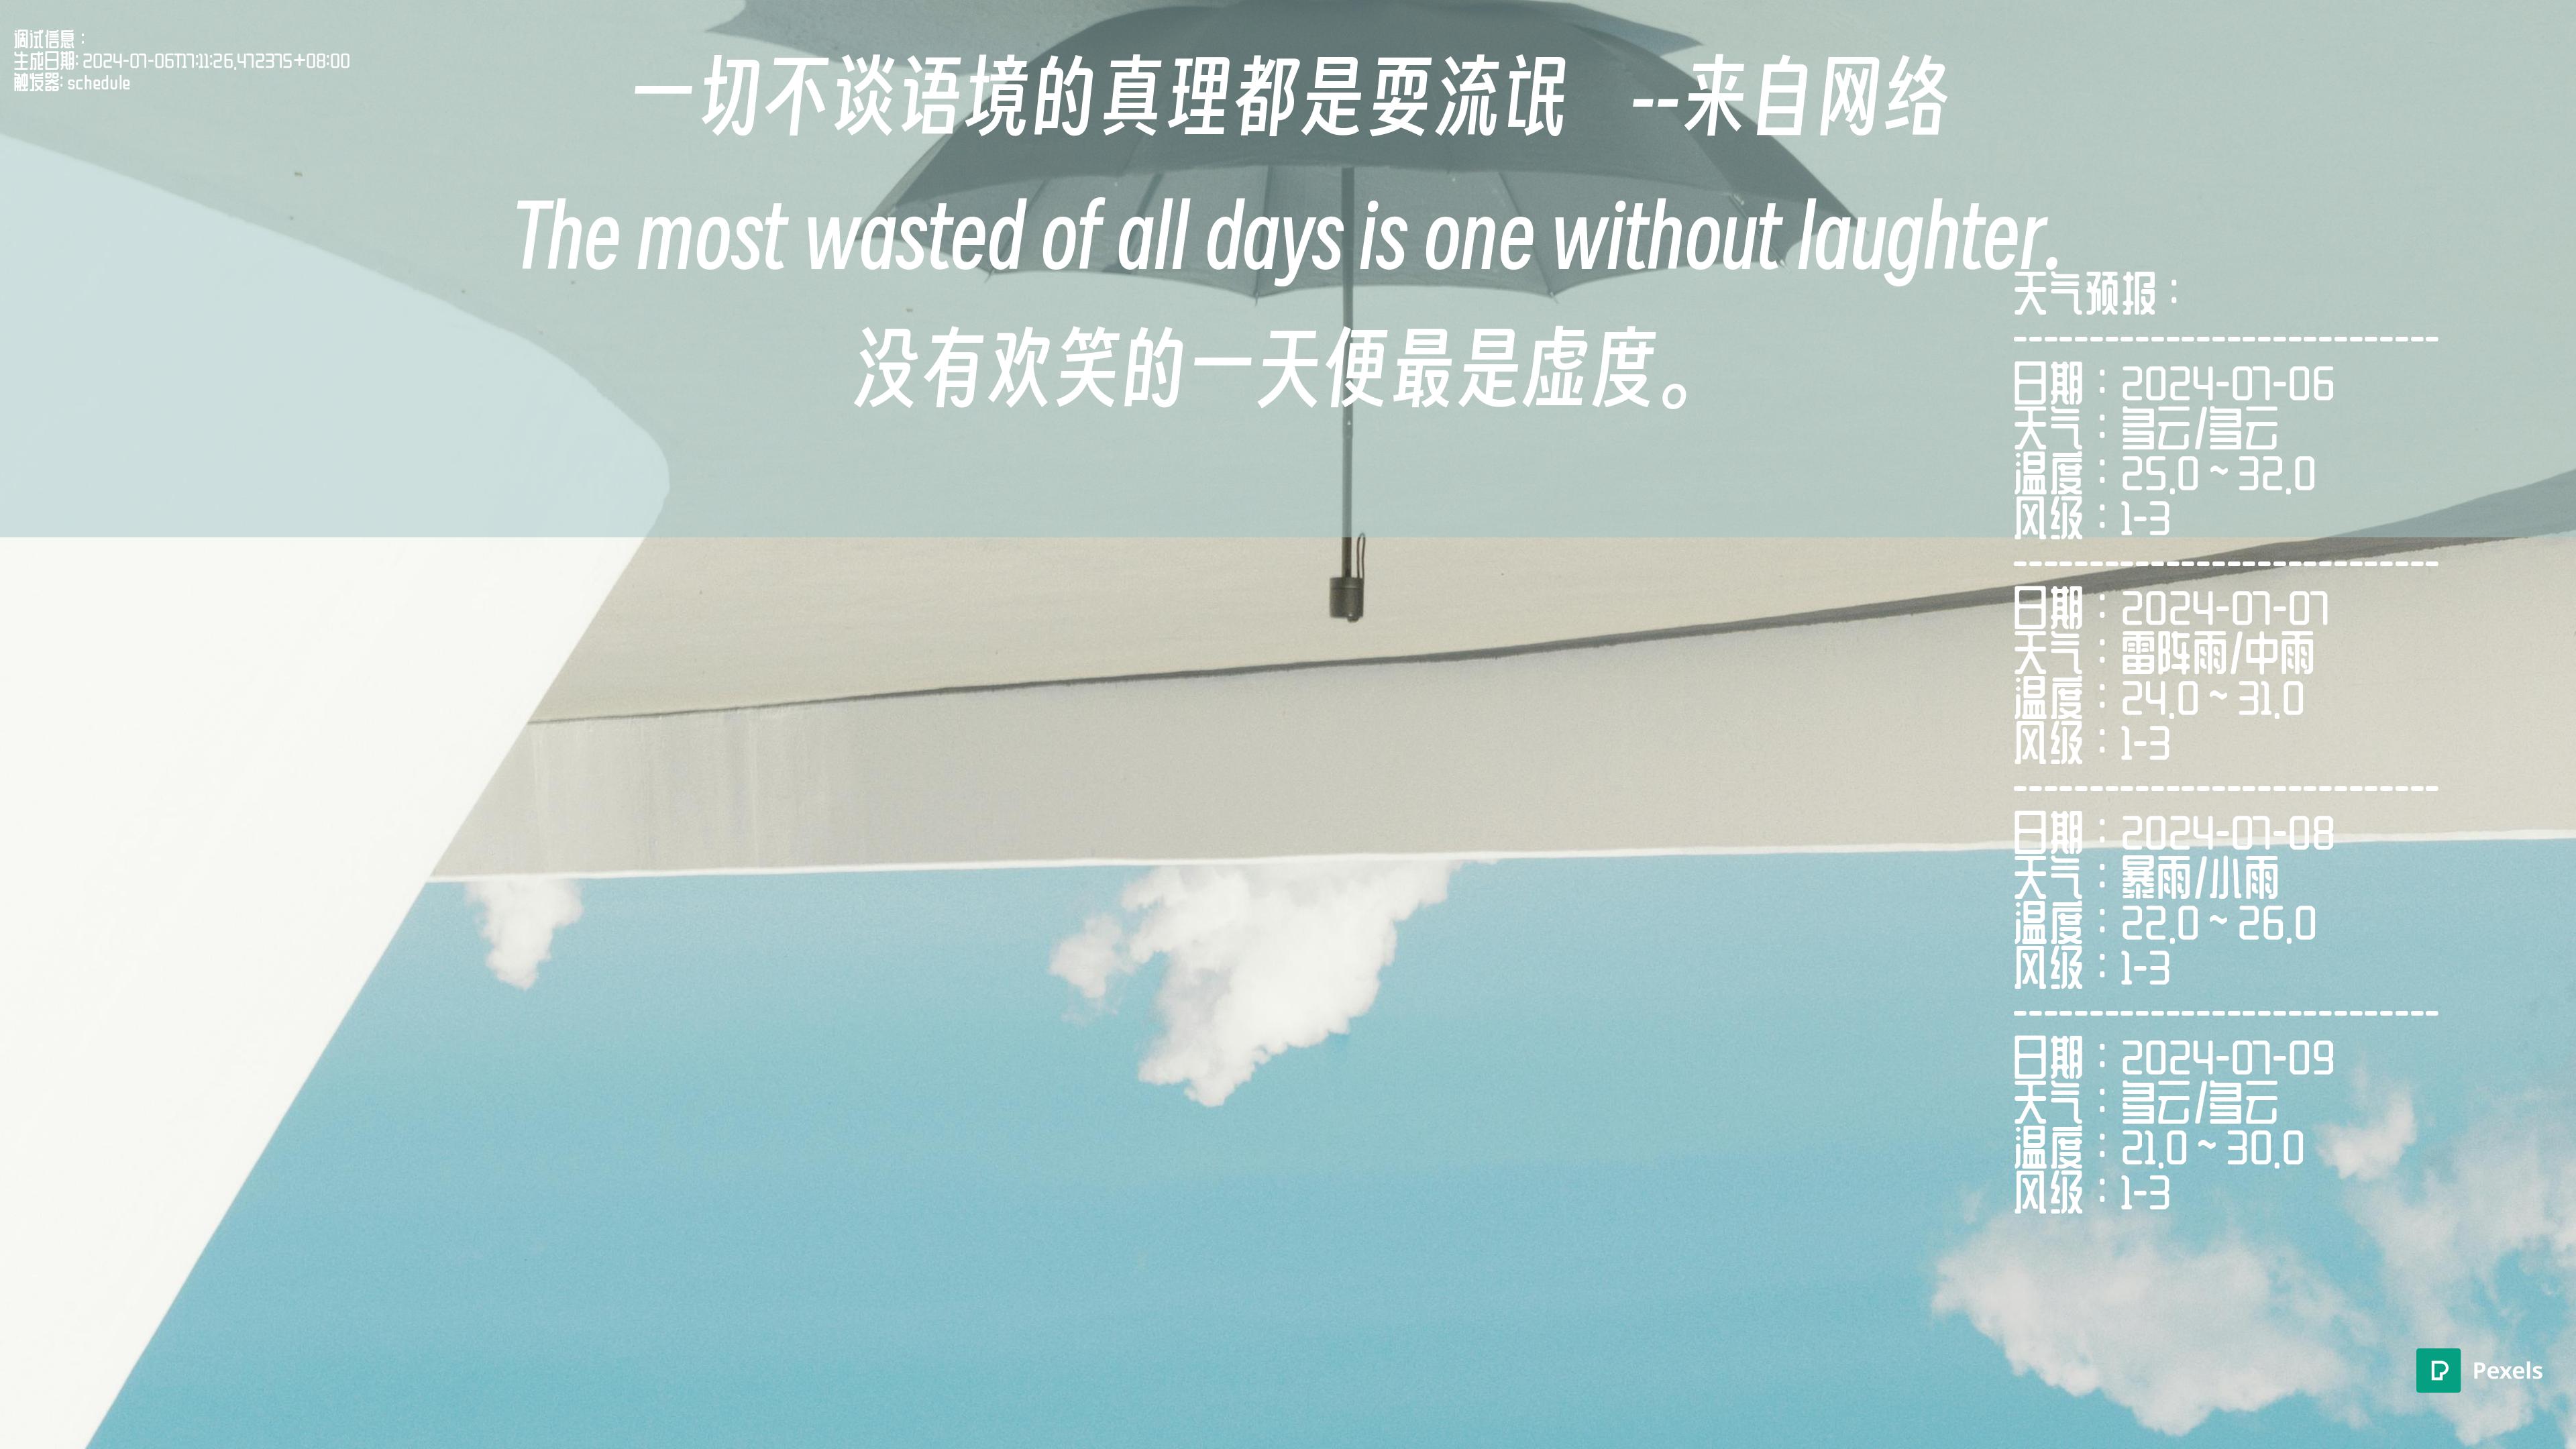 调试信息：
生成日期: 2024-07-06T17:11:26.472375+08:00
触发器: schedule
一切不谈语境的真理都是耍流氓 --来自网络
The most wasted of all days is one without laughter.
没有欢笑的一天便最是虚度。
天气预报：
----------------------------
日期：2024-07-06
天气：多云/多云
温度：25.0 ~ 32.0
风级：1-3
----------------------------
日期：2024-07-07
天气：雷阵雨/中雨
温度：24.0 ~ 31.0
风级：1-3
----------------------------
日期：2024-07-08
天气：暴雨/小雨
温度：22.0 ~ 26.0
风级：1-3
----------------------------
日期：2024-07-09
天气：多云/多云
温度：21.0 ~ 30.0
风级：1-3
Pexels